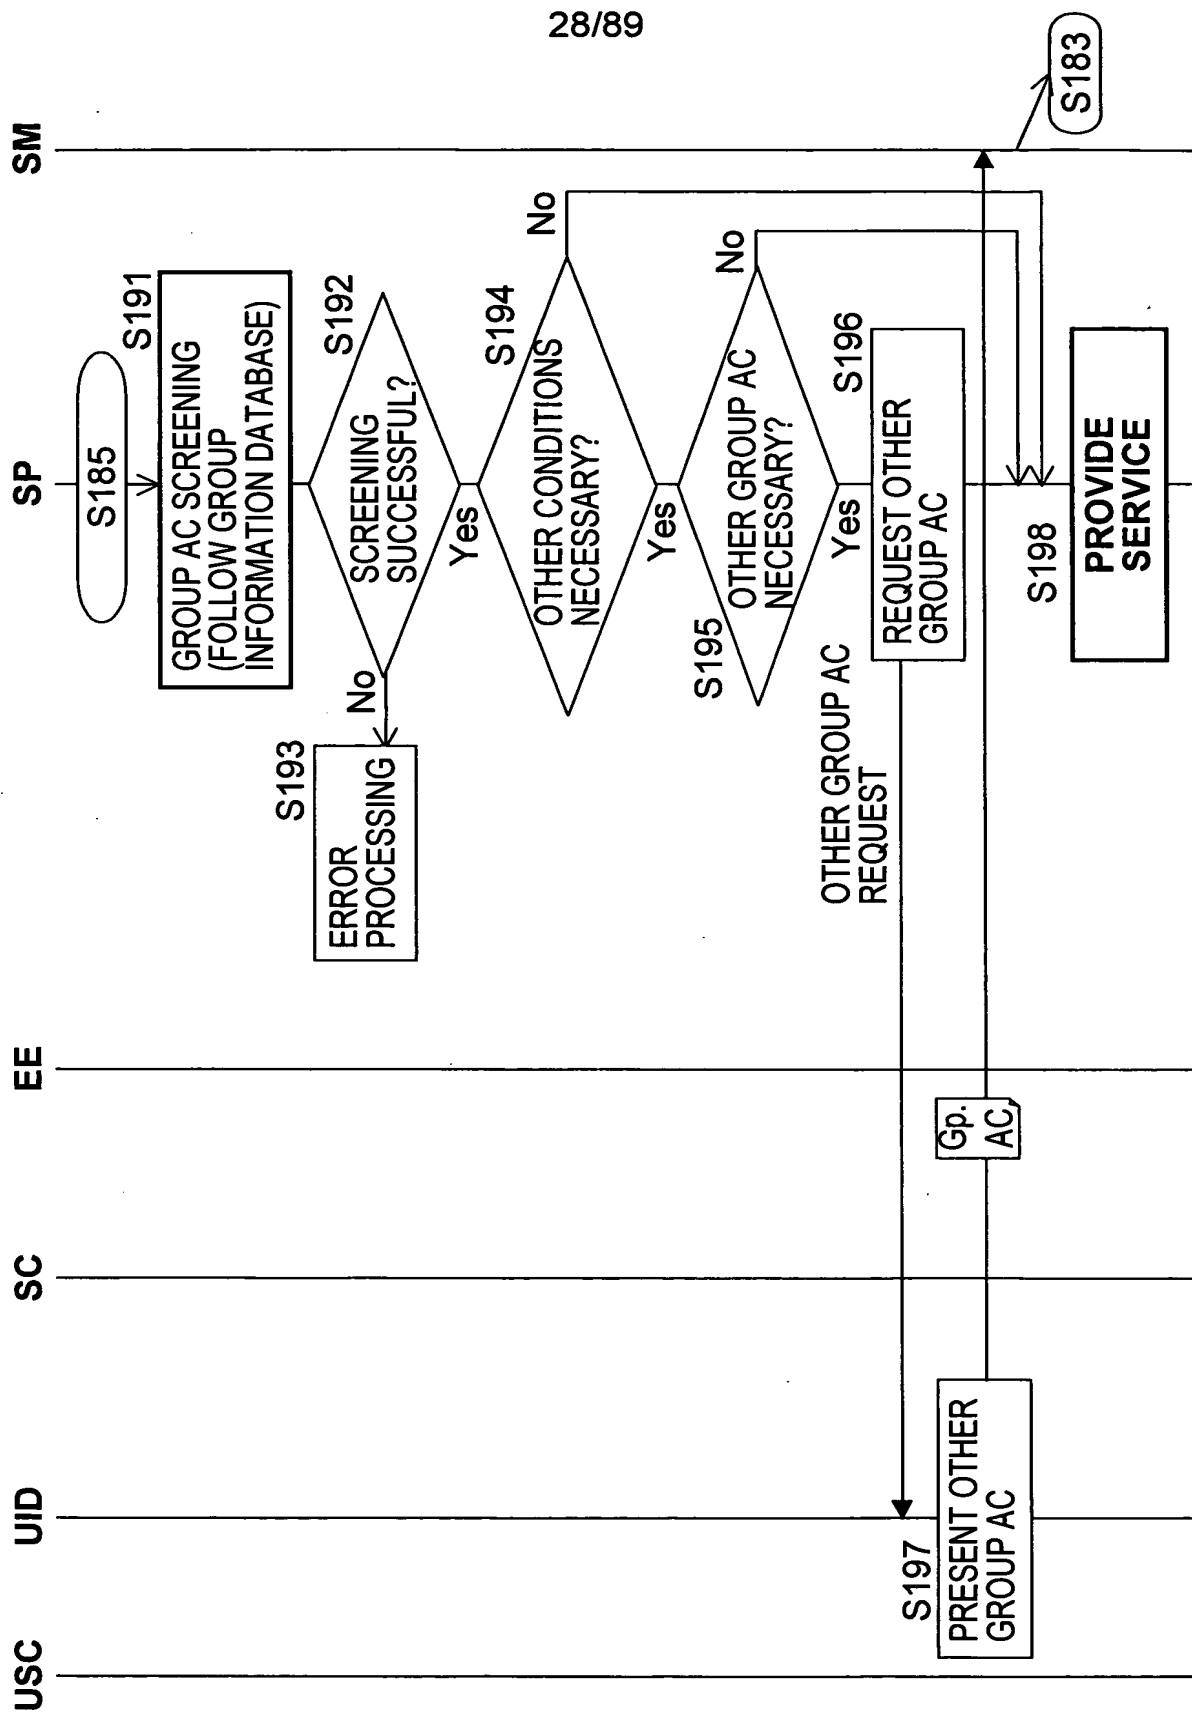 28/89
USC
UID
SC
EE
SP
SM
S185
S191
GROUP AC SCREENING
(FOLLOW GROUP
INFORMATION DATABASE)
S192
SCREENING
SUCCESSFUL?
No
Yes
S193
ERROR
PROCESSING
S194
OTHER CONDITIONS
NECESSARY?
No
Yes
S195
OTHER GROUP AC
NECESSARY?
No
Yes
S196
REQUEST OTHER
GROUP AC
OTHER GROUP AC
REQUEST
S197
PRESENT OTHER
GROUP AC
Gp.
AC
S183
S198
PROVIDE
SERVICE